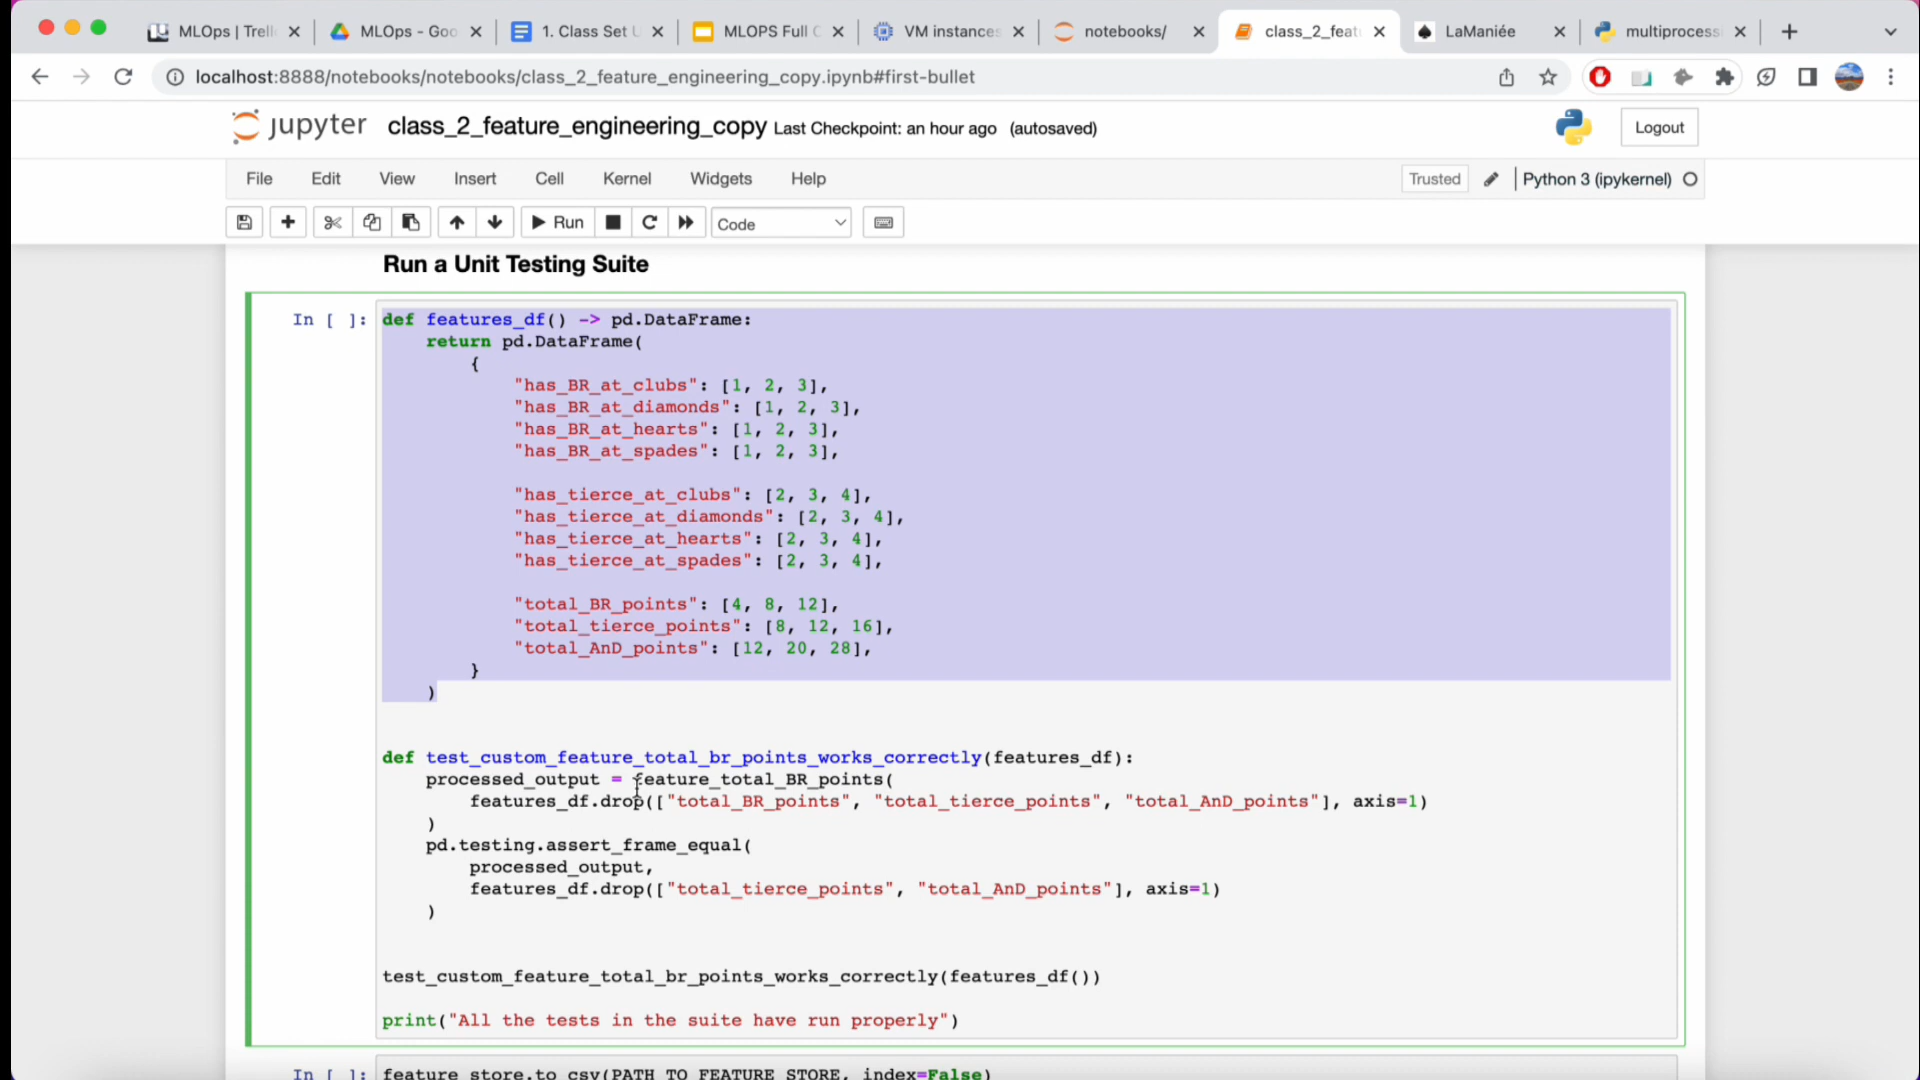 MLOps | Trell
MLOps - Goo
1. Class Set U
MLOPS Full C
VM instances
notebooks/
class_2_feat
LaManiée
multiprocess
localhost:8888/notebooks/notebooks/class_2_feature_engineering_copy.ipynb#first-bullet
jupyter class_2_feature_engineering_copy Last Checkpoint: an hour ago (autosaved)
Logout
File Edit View Insert Cell Kernel Widgets Help
Trusted Python 3 (ipykernel)
Run Code
Run a Unit Testing Suite
In [ ]: def features_df() -> pd.DataFrame:
return pd.DataFrame(
{
"has_BR_at_clubs": [1, 2, 3],
"has_BR_at_diamonds": [1, 2, 3],
"has_BR_at_hearts": [1, 2, 3],
"has_BR_at_spades": [1, 2, 3],
"has_tierce_at_clubs": [2, 3, 4],
"has_tierce_at_diamonds": [2, 3, 4],
"has_tierce_at_hearts": [2, 3, 4],
"has_tierce_at_spades": [2, 3, 4],
"total_BR_points": [4, 8, 12],
"total_tierce_points": [8, 12, 16],
"total_AnD_points": [12, 20, 28],
}
)
def test_custom_feature_total_br_points_works_correctly(features_df):
processed_output = feature_total_BR_points(
features_df.drop(["total_BR_points", "total_tierce_points", "total_AnD_points"], axis=1)
)
pd.testing.assert_frame_equal(
processed_output,
features_df.drop(["total_tierce_points", "total_AnD_points"], axis=1)
)
test_custom_feature_total_br_points_works_correctly(features_df())
print("All the tests in the suite have run properly")
In [ ]: feature_store.to_csv(PATH_TO_FEATURE_STORE, index=False)